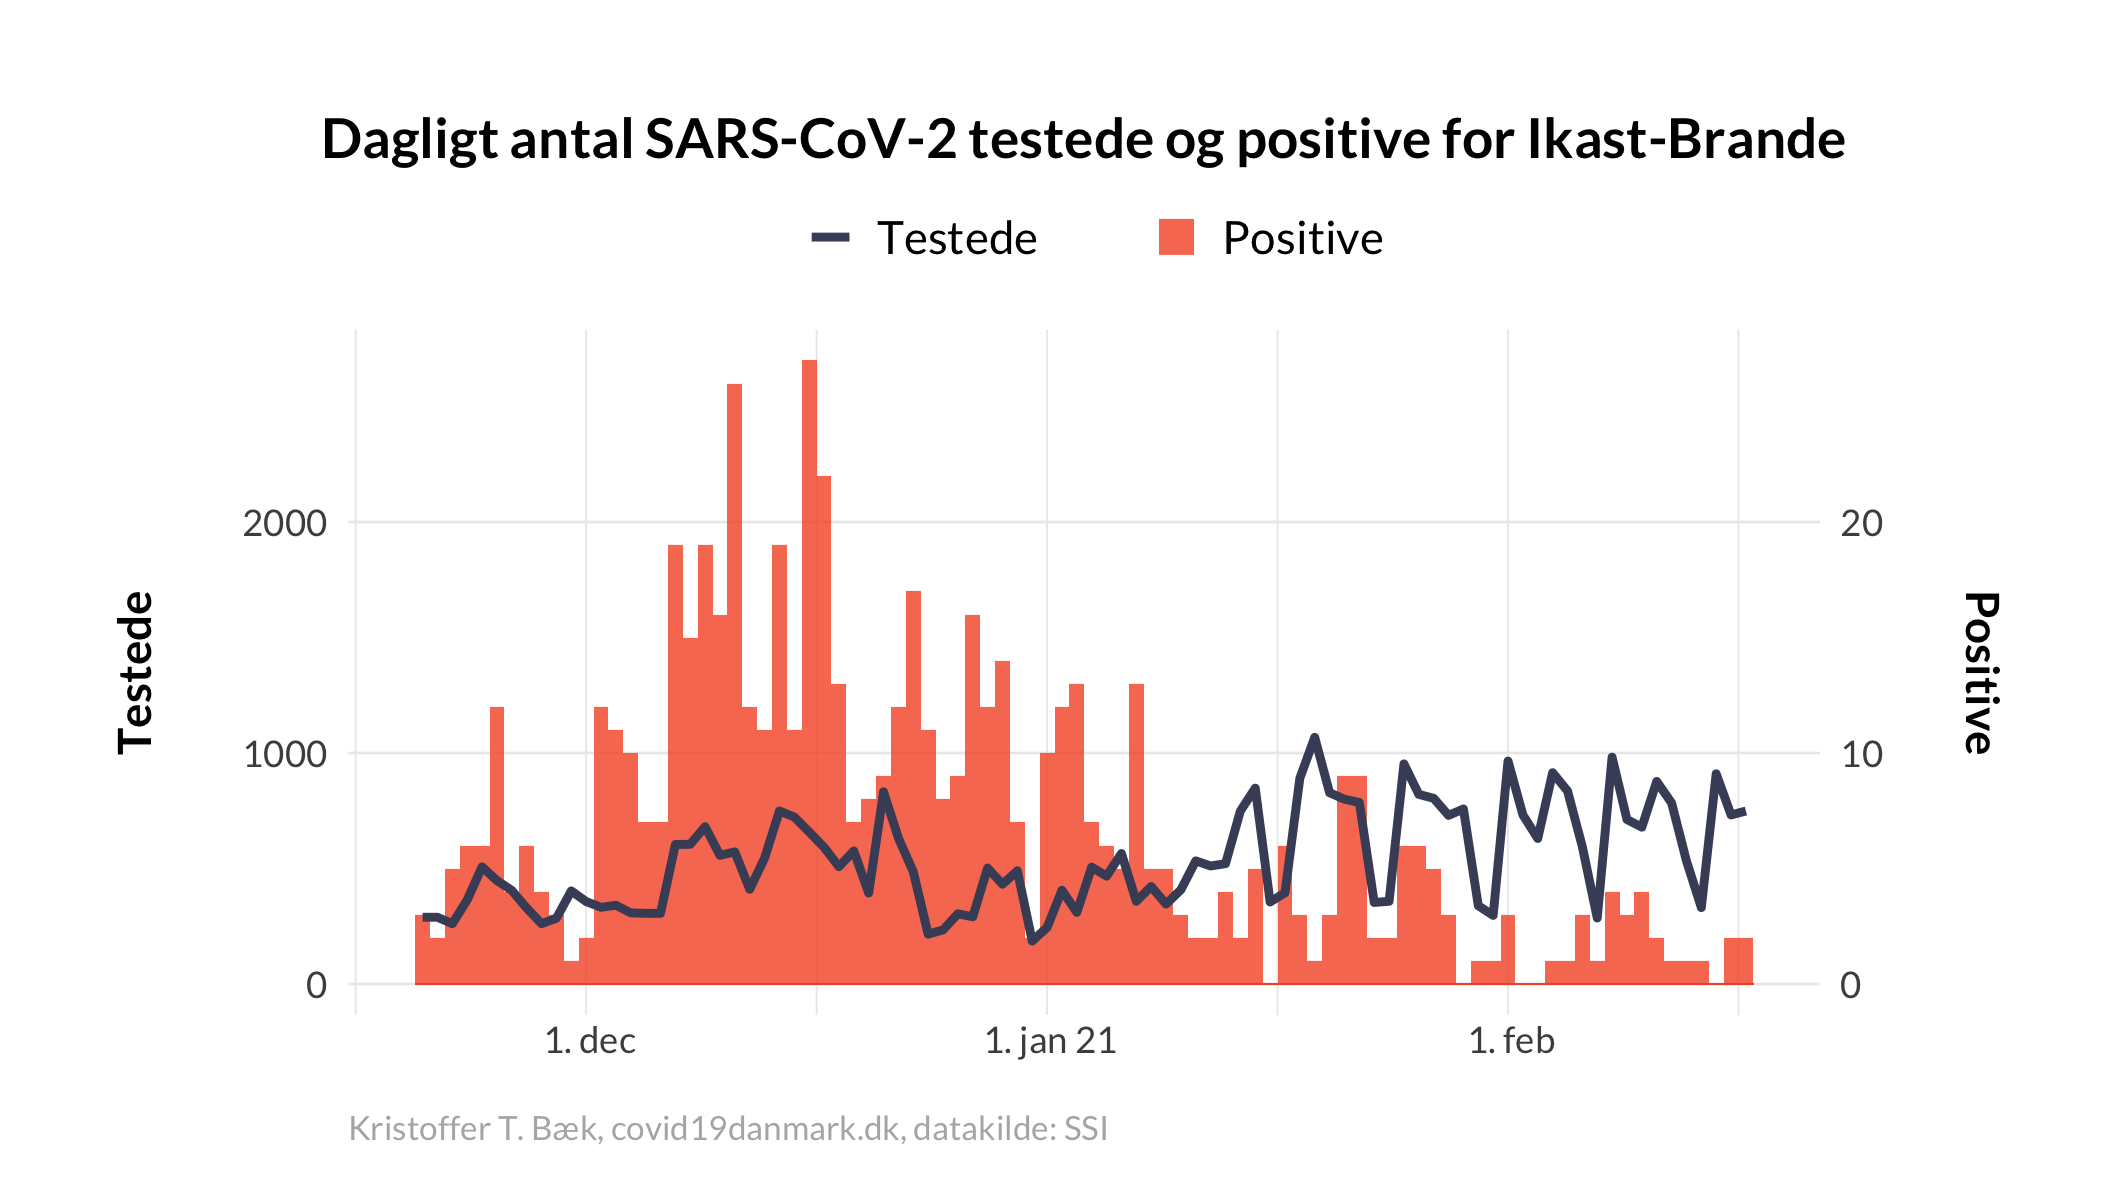 Dagligt antal SARS-CoV-2 testede og positive for Ikast-Brande
Testede
Positive
2000
1000
0
Testede
20
10
0
Positive
1. dec
1. jan 21
1. feb
Kristoffer T. Bæk, covid19danmark.dk, datakilde: SSI